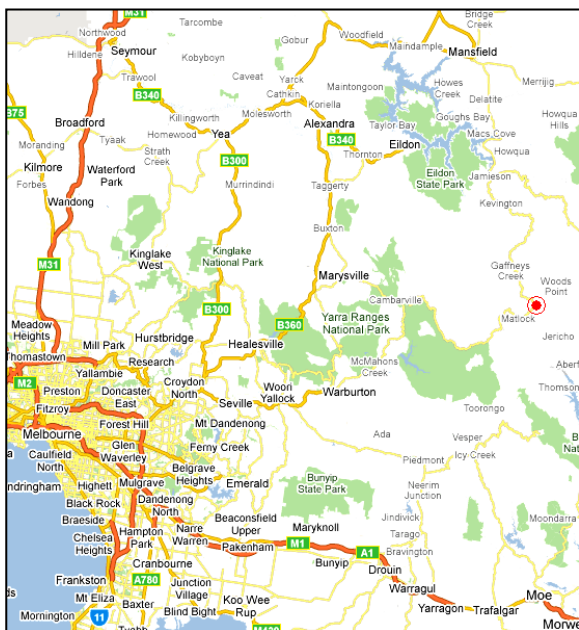 M31
Northwood
Tarcombe
Hilldene
Seymour
Kobyboyn
Gobur
Woodfield
Bridge
Creek
Maindample
Mansfield
Trawool
B340
Caveat
Yarck
Cathkin
Maintongoon
Howes
Creek
Merrijig
B75
Killingworth
Molesworth
Koriella
Delatite
Broadford
Homewood
Yea
Alexandra
Taylor Bay
Goughs Bay
Howqua
Hills
Moranding
Tyaak
Strath
Creek
B300
B340
Eildon
Macs Cove
Kilmore
Thornton
Howqua
Forbes
Waterford
Park
Murrindindi
Taggerty
Eildon
State Park
Jamieson
Wandong
Kevington
Buxton
Kinglake
West
Kinglake
National Park
M31
Marysville
Gaffneys
Creek
Woods
Point
B300
Cambarville
Meadow
Heights
B360
Yarra Ranges
National Park
Matlock
Hurstbridge
Healesville
Jericho
Thomastown
Mill Park
Research
McMahons
Creek
Yallambie
M2
Preston
Doncaster
East
Croydon
North
Woori
Yallock
Warburton
Fitzroy
Seville
Toorongo
Forest Hill
Mt Dandenong
Melbourne
Ada
Vesper
Glen
Waverley
Ferny Creek
Icy Creek
Caulfield
North
Belgrave
Heights
Piedmont
Highett
Mulgrave
Emerald
Bunyip
State Park
Neerim
Junction
Black Rock
Dandenong
North
Moondarra
Braeside
Beaconsfield
Upper
Maryknoll
Jindivick
Chelsea
Heights
Hampton
Park
Narre
Warren
Pakenham
M1
A1
Tarago
Bravington
Cranbourne
Bunyip
Drouin
Frankston
A780
Junction
Village
Warragul
Moe
Mt Eliza
Baxter
Koo Wee
Rup
Yarragon
Trafalgar
Mornington
11
Blind Bight